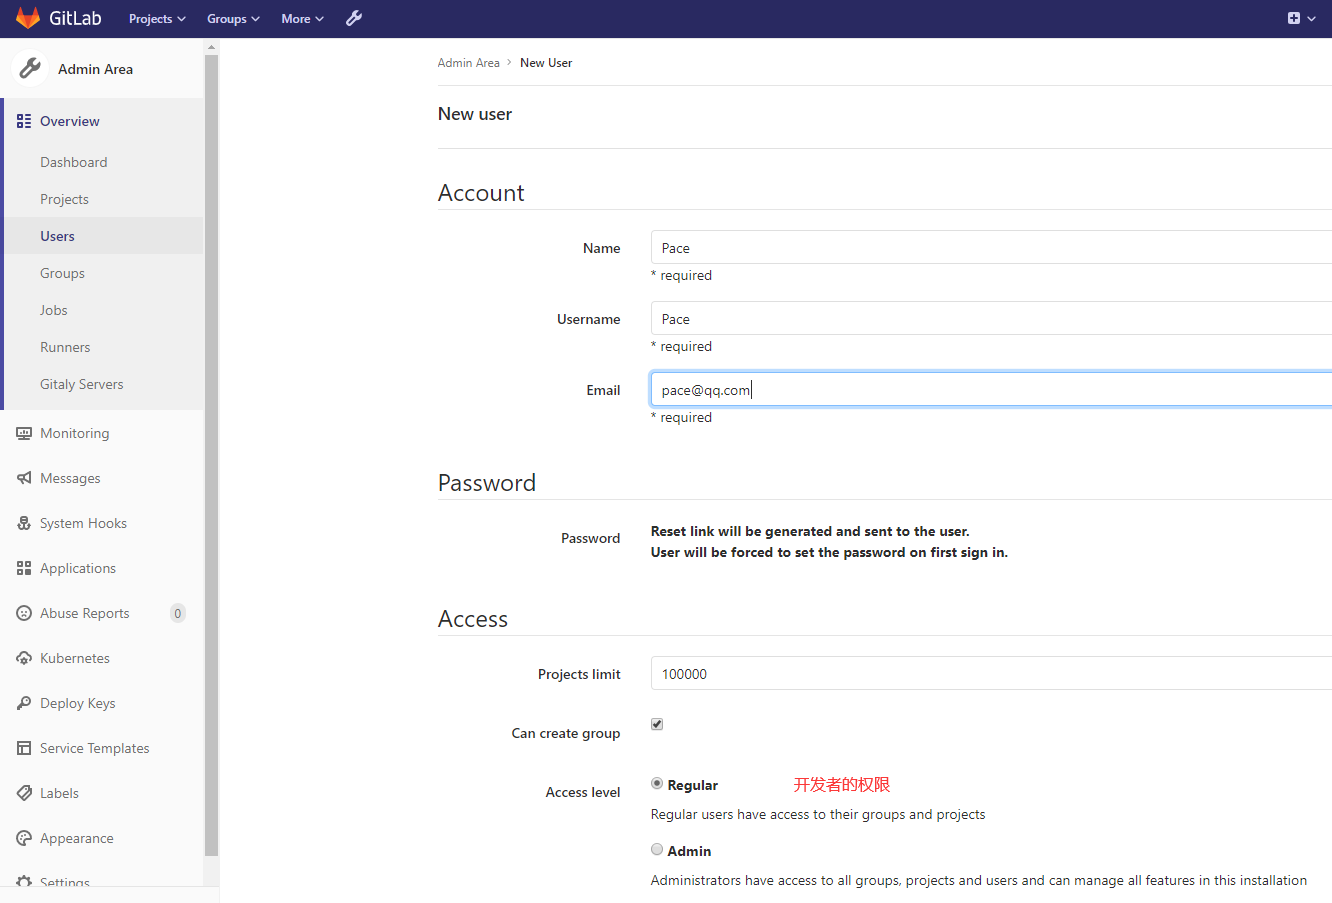 GitLab Projects Groups More
Admin Area
Overview
Dashboard
Projects
Users
Groups
Jobs
Runners
Gitaly Servers
Monitoring
Messages
System Hooks
Applications
Abuse Reports 0
Kubernetes
Deploy Keys
Service Templates
Labels
Appearance
Settings
Admin Area > New User
New user
Account
Name Pace
* required
Username Pace
* required
Email pace@qq.com
* required
Password
Password Reset link will be generated and sent to the user.
User will be forced to set the password on first sign in.
Access
Projects limit 100000
Can create group
Access level Regular 开发者的权限
Regular users have access to their groups and projects
Admin
Administrators have access to all groups, projects and users and can manage all features in this installation